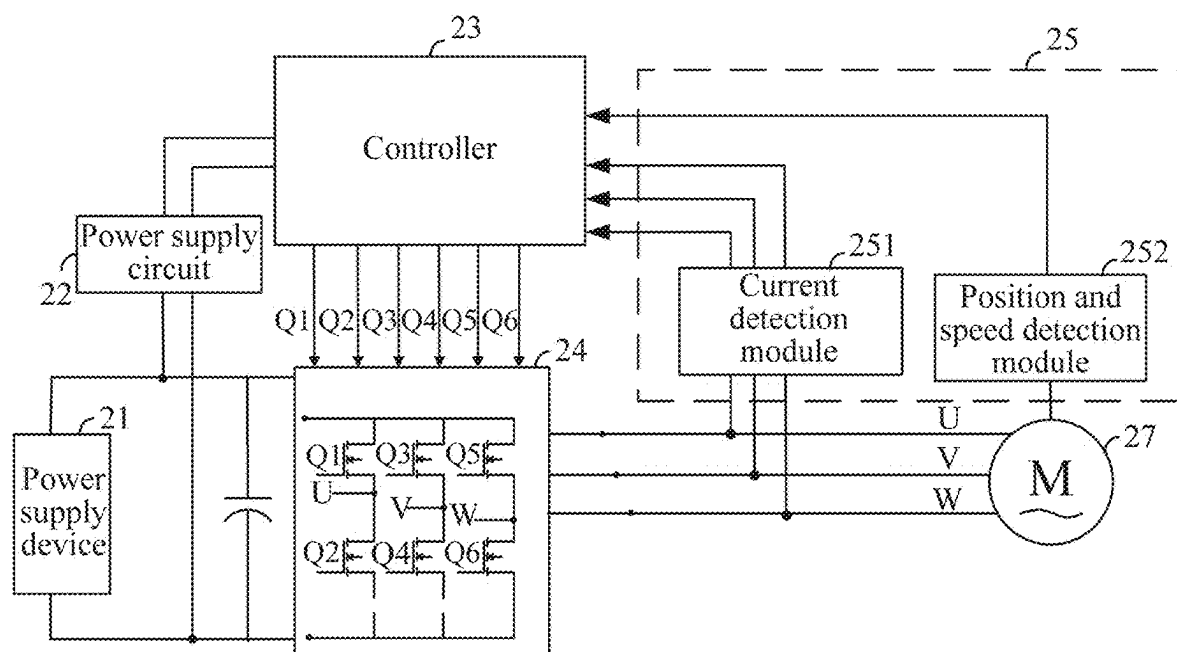 23
25
Controller
Power supply
circuit
22
251
252
Current
detection
module
Position and
speed detection
module
Q1 Q2 Q3 Q4 Q5 Q6
24
21
Power
supply
device
Q1 Q3 Q5
U V W
Q2 Q4 Q6
U
V
W
27
M